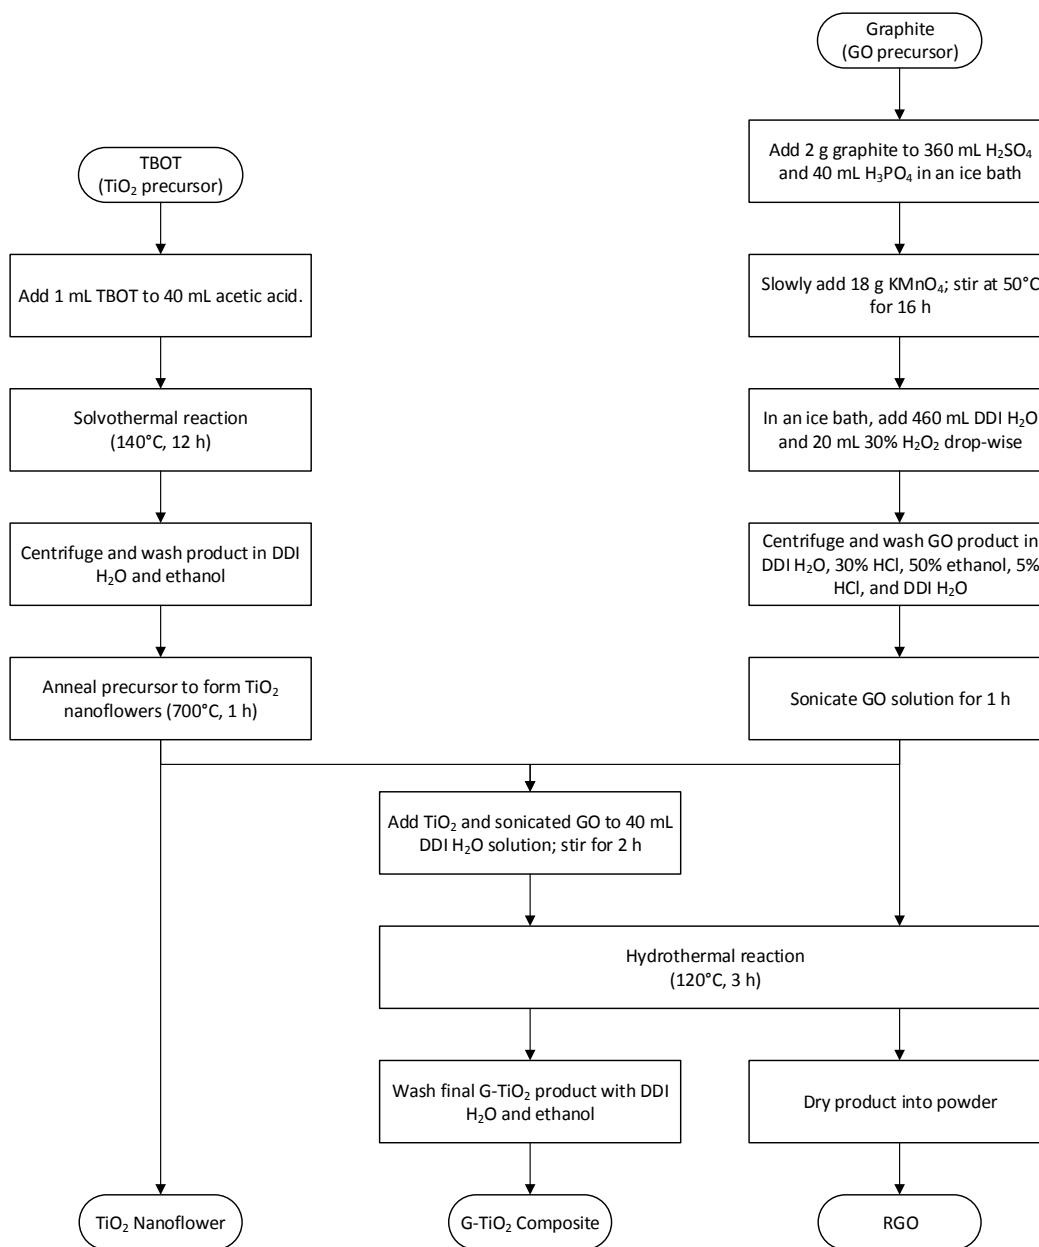 Graphite
(GO precursor)
Add 2 g graphite to 360 mL H₂SO₄
and 40 mL H₃PO₄ in an ice bath
TBOT
(TiO₂ precursor)
Add 1 mL TBOT to 40 mL acetic acid.
Slowly add 18 g KMnO₄; stir at 50°C
for 16 h
Solvothermal reaction
(140°C, 12 h)
In an ice bath, add 460 mL DDI H₂O
and 20 mL 30% H₂O₂ drop-wise
Centrifuge and wash product in DDI
H₂O and ethanol
Centrifuge and wash GO product in
DDI H₂O, 30% HCl, 50% ethanol, 5%
HCl, and DDI H₂O
Anneal precursor to form TiO₂
nanoflowers (700°C, 1 h)
Sonicate GO solution for 1 h
Add TiO₂ and sonicated GO to 40 mL
DDI H₂O solution; stir for 2 h
Hydrothermal reaction
(120°C, 3 h)
Wash final G-TiO₂ product with DDI
H₂O and ethanol
Dry product into powder
TiO₂ Nanoflower
G-TiO₂ Composite
RGO